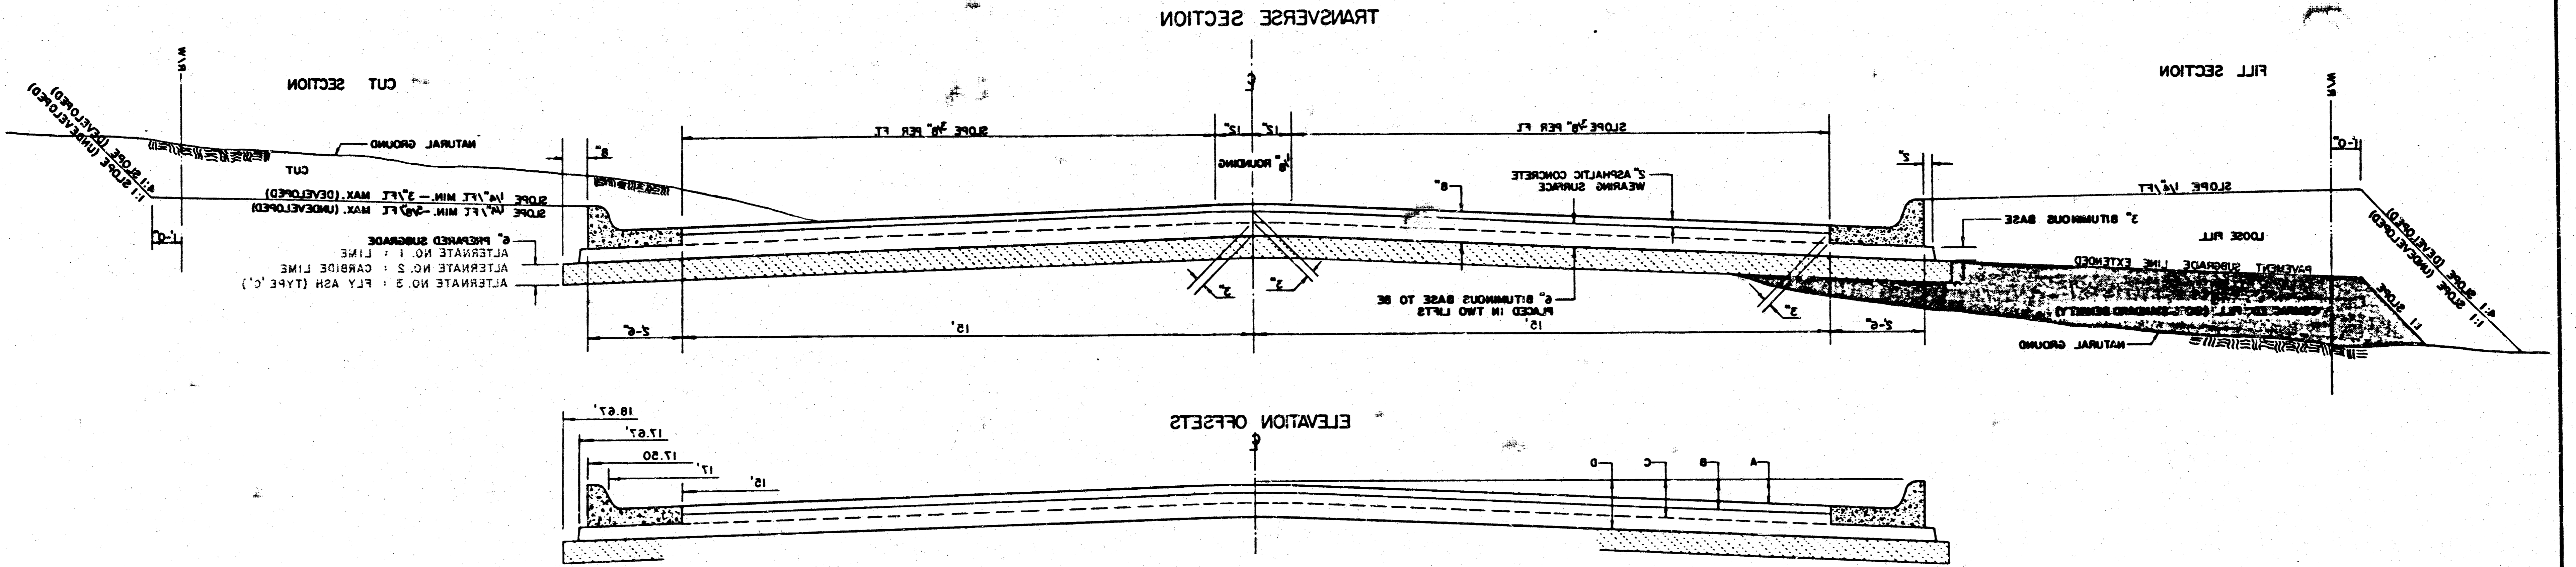 TRANSVERSE SECTION
FILL SECTION
CUT SECTION
R/W
R/W
℄
4:1 SLOPE (DEVELOPED)
1:1 SLOPE (UNDEVELOPED)
NATURAL GROUND
CUT
SLOPE 1/4"/FT. MIN. – 3"/FT. MAX. (DEVELOPED)
SLOPE 1/4"/FT. MIN. – 5/8"/FT. MAX. (UNDEVELOPED)
1'-0"
6" PREPARED SUBGRADE
ALTERNATE NO. 1 : LIME
ALTERNATE NO. 2 : CARBIDE LIME
ALTERNATE NO. 3 : FLY ASH (TYPE 'C')
8"
SLOPE 3/8" PER FT.
12"
12"
SLOPE 3/8" PER FT.
1/8" ROUNDING
8"
2" ASPHALTIC CONCRETE
WEARING SURFACE
2"
SLOPE 1/4"/FT
1'-0"
3" BITUMINOUS BASE
LOOSE FILL
PAVEMENT SUBGRADE LINE EXTENDED
4:1 SLOPE (DEVELOPED)
1:1 SLOPE (UNDEVELOPED)
1:1 SLOPE
NATURAL GROUND
3"
3"
3"
6" BITUMINOUS BASE TO BE
PLACED IN TWO LIFTS
2'-6"
15'
15'
2'-6"
ELEVATION OFFSETS
℄
18.67'
17.67'
17.50
17'
15'
A
B
C
D